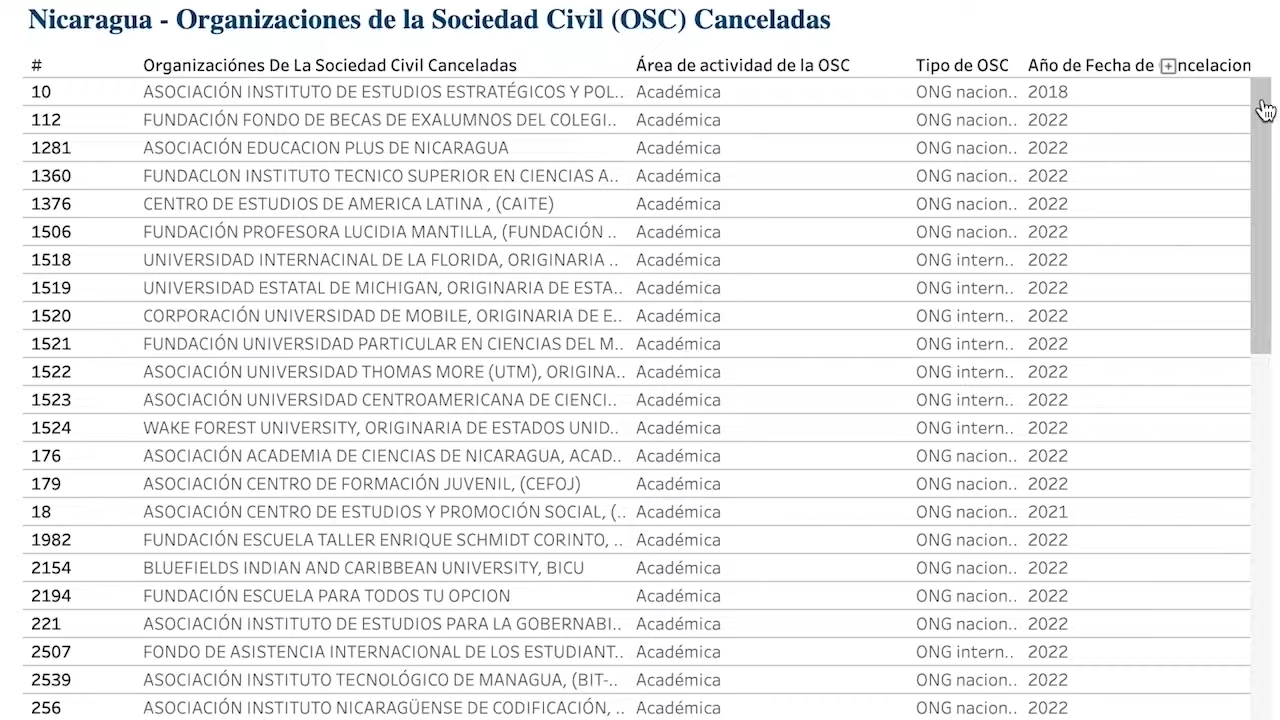 Nicaragua - Organizaciones de la Sociedad Civil (OSC) Canceladas
# Organizaciónes De La Sociedad Civil Canceladas Área de actividad de la OSC Tipo de OSC Año de Fecha de ncelacion
10 ASOCIACIÓN INSTITUTO DE ESTUDIOS ESTRATÉGICOS Y POL.. Académica ONG nacion.. 2018
112 FUNDACIÓN FONDO DE BECAS DE EXALUMNOS DEL COLEGI.. Académica ONG nacion.. 2022
1281 ASOCIACIÓN EDUCACION PLUS DE NICARAGUA Académica ONG nacion.. 2022
1360 FUNDACLON INSTITUTO TECNICO SUPERIOR EN CIENCIAS A.. Académica ONG nacion.. 2022
1376 CENTRO DE ESTUDIOS DE AMERICA LATINA , (CAITE) Académica ONG nacion.. 2022
1506 FUNDACIÓN PROFESORA LUCIDIA MANTILLA, (FUNDACIÓN .. Académica ONG nacion.. 2022
1518 UNIVERSIDAD INTERNACINAL DE LA FLORIDA, ORIGINARIA .. Académica ONG intern.. 2022
1519 UNIVERSIDAD ESTATAL DE MICHIGAN, ORIGINARIA DE ESTA.. Académica ONG intern.. 2022
1520 CORPORACIÓN UNIVERSIDAD DE MOBILE, ORIGINARIA DE E.. Académica ONG intern.. 2022
1521 FUNDACIÓN UNIVERSIDAD PARTICULAR EN CIENCIAS DEL M.. Académica ONG intern.. 2022
1522 ASOCIACIÓN UNIVERSIDAD THOMAS MORE (UTM), ORIGINA.. Académica ONG intern.. 2022
1523 ASOCIACIÓN UNIVERSIDAD CENTROAMERICANA DE CIENCI.. Académica ONG intern.. 2022
1524 WAKE FOREST UNIVERSITY, ORIGINARIA DE ESTADOS UNID.. Académica ONG intern.. 2022
176 ASOCIACIÓN ACADEMIA DE CIENCIAS DE NICARAGUA, ACAD.. Académica ONG nacion.. 2022
179 ASOCIACIÓN CENTRO DE FORMACIÓN JUVENIL, (CEFOJ) Académica ONG nacion.. 2022
18 ASOCIACIÓN CENTRO DE ESTUDIOS Y PROMOCIÓN SOCIAL, (.. Académica ONG nacion.. 2021
1982 FUNDACIÓN ESCUELA TALLER ENRIQUE SCHMIDT CORINTO, .. Académica ONG nacion.. 2022
2154 BLUEFIELDS INDIAN AND CARIBBEAN UNIVERSITY, BICU Académica ONG nacion.. 2022
2194 FUNDACIÓN ESCUELA PARA TODOS TU OPCION Académica ONG nacion.. 2022
221 ASOCIACIÓN INSTITUTO DE ESTUDIOS PARA LA GOBERNABI.. Académica ONG nacion.. 2022
2507 FONDO DE ASISTENCIA INTERNACIONAL DE LOS ESTUDIANT.. Académica ONG intern.. 2022
2539 ASOCIACIÓN INSTITUTO TECNOLÓGICO DE MANAGUA, (BIT-.. Académica ONG nacion.. 2022
256 ASOCIACIÓN INSTITUTO NICARAGÜENSE DE CODIFICACIÓN, .. Académica ONG nacion.. 2022